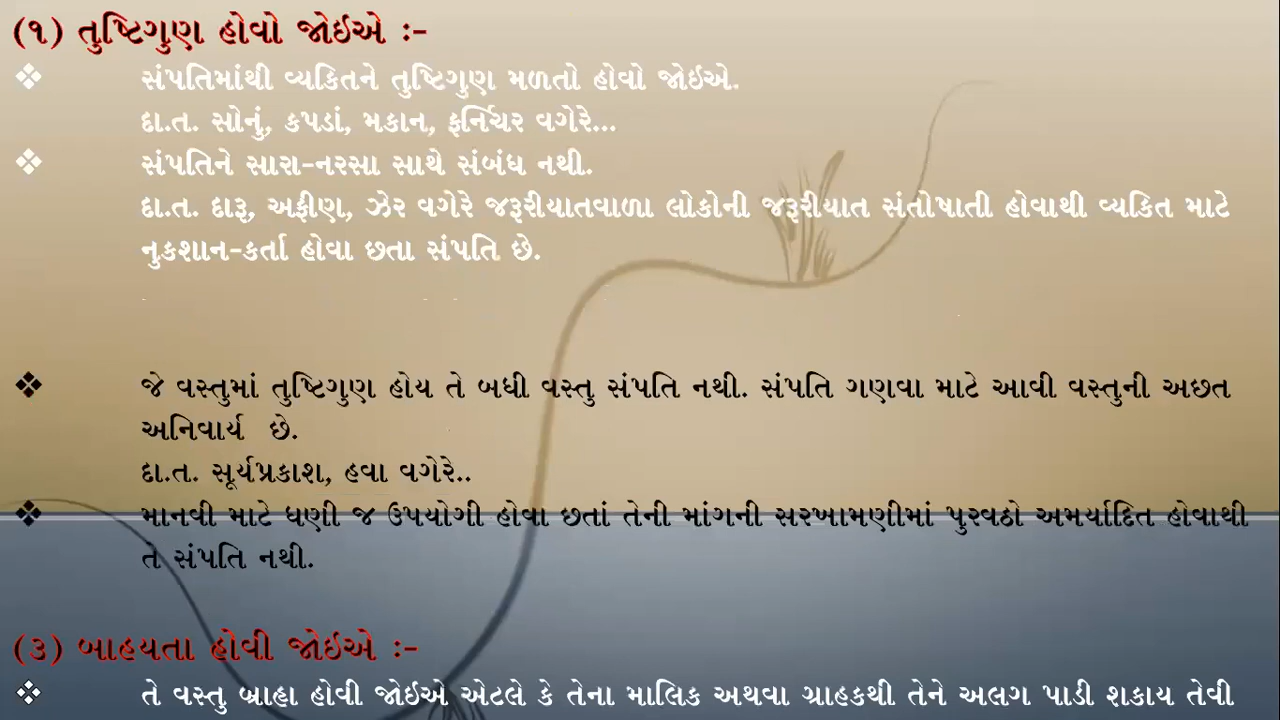 (૧) તુષ્ટિગુણ હોવો જોઇએ :-
❖ સંપતિમાંથી વ્યકિતને તુષ્ટિગુણ મળતો હોવો જોઇએ.
દા.ત. સોનું, કપડાં, મકાન, ફર્નિચર વગેરે...
❖ સંપતિને સારા-નરસા સાથે સંબંધ નથી.
દા.ત. દારૂ, અફીણ, ઝેર વગેરે જરૂરીયાતવાળા લોકોની જરૂરીયાત સંતોષાતી હોવાથી વ્યકિત માટે
નુકશાન-કર્તા હોવા છતા સંપતિ છે.
❖ જે વસ્તુમાં તુષ્ટિગુણ હોય તે બધી વસ્તુ સંપતિ નથી. સંપતિ ગણવા માટે આવી વસ્તુની અછત
અનિવાર્ય છે.
દા.ત. સૂર્યપ્રકાશ, હવા વગેરે..
❖ માનવી માટે ધણી જ ઉપયોગી હોવા છતાં તેની માંગની સરખામણીમાં પુરવઠો અમર્યાદિત હોવાથી
તે સંપતિ નથી.
(૩) બાહયતા હોવી જોઇએ :-
❖ તે વસ્તુ બ્રાહા હોવી જોઇએ એટલે કે તેના માલિક અથવા ગ્રાહકથી તેને અલગ પાડી શકાય તેવી